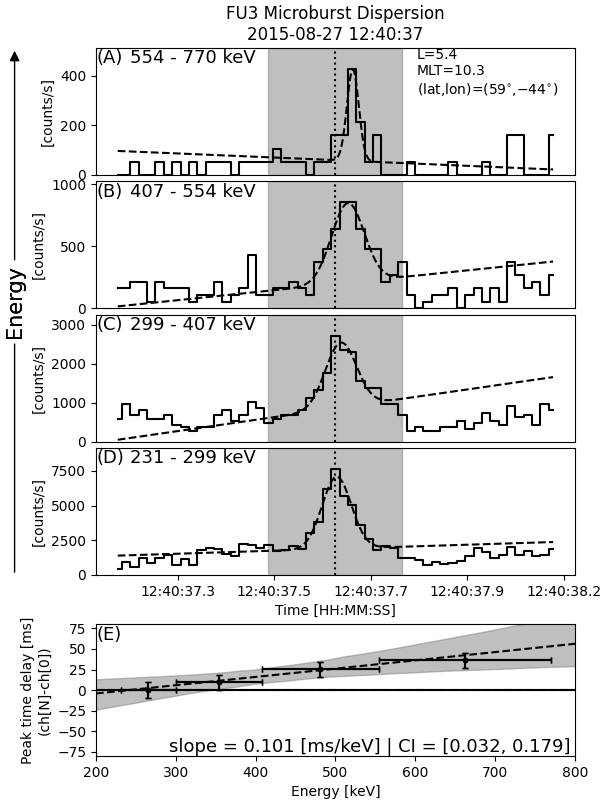 FU3 Microburst Dispersion
2015-08-27 12:40:37
(A) 554 - 770 keV
L=5.4
MLT=10.3
(lat,lon)=(59°,−44°)
400
200
0
[counts/s]
(B) 407 - 554 keV
1000
500
0
[counts/s]
(C) 299 - 407 keV
3000
2000
1000
0
[counts/s]
(D) 231 - 299 keV
7500
5000
2500
0
[counts/s]
Energy
12:40:37.3 12:40:37.5 12:40:37.7 12:40:37.9 12:40:38.2
Time [HH:MM:SS]
(E)
75
50
25
0
−25
−50
−75
Peak time delay [ms]
(ch[N]-ch[0])
slope = 0.101 [ms/keV] | CI = [0.032, 0.179]
200 300 400 500 600 700 800
Energy [keV]